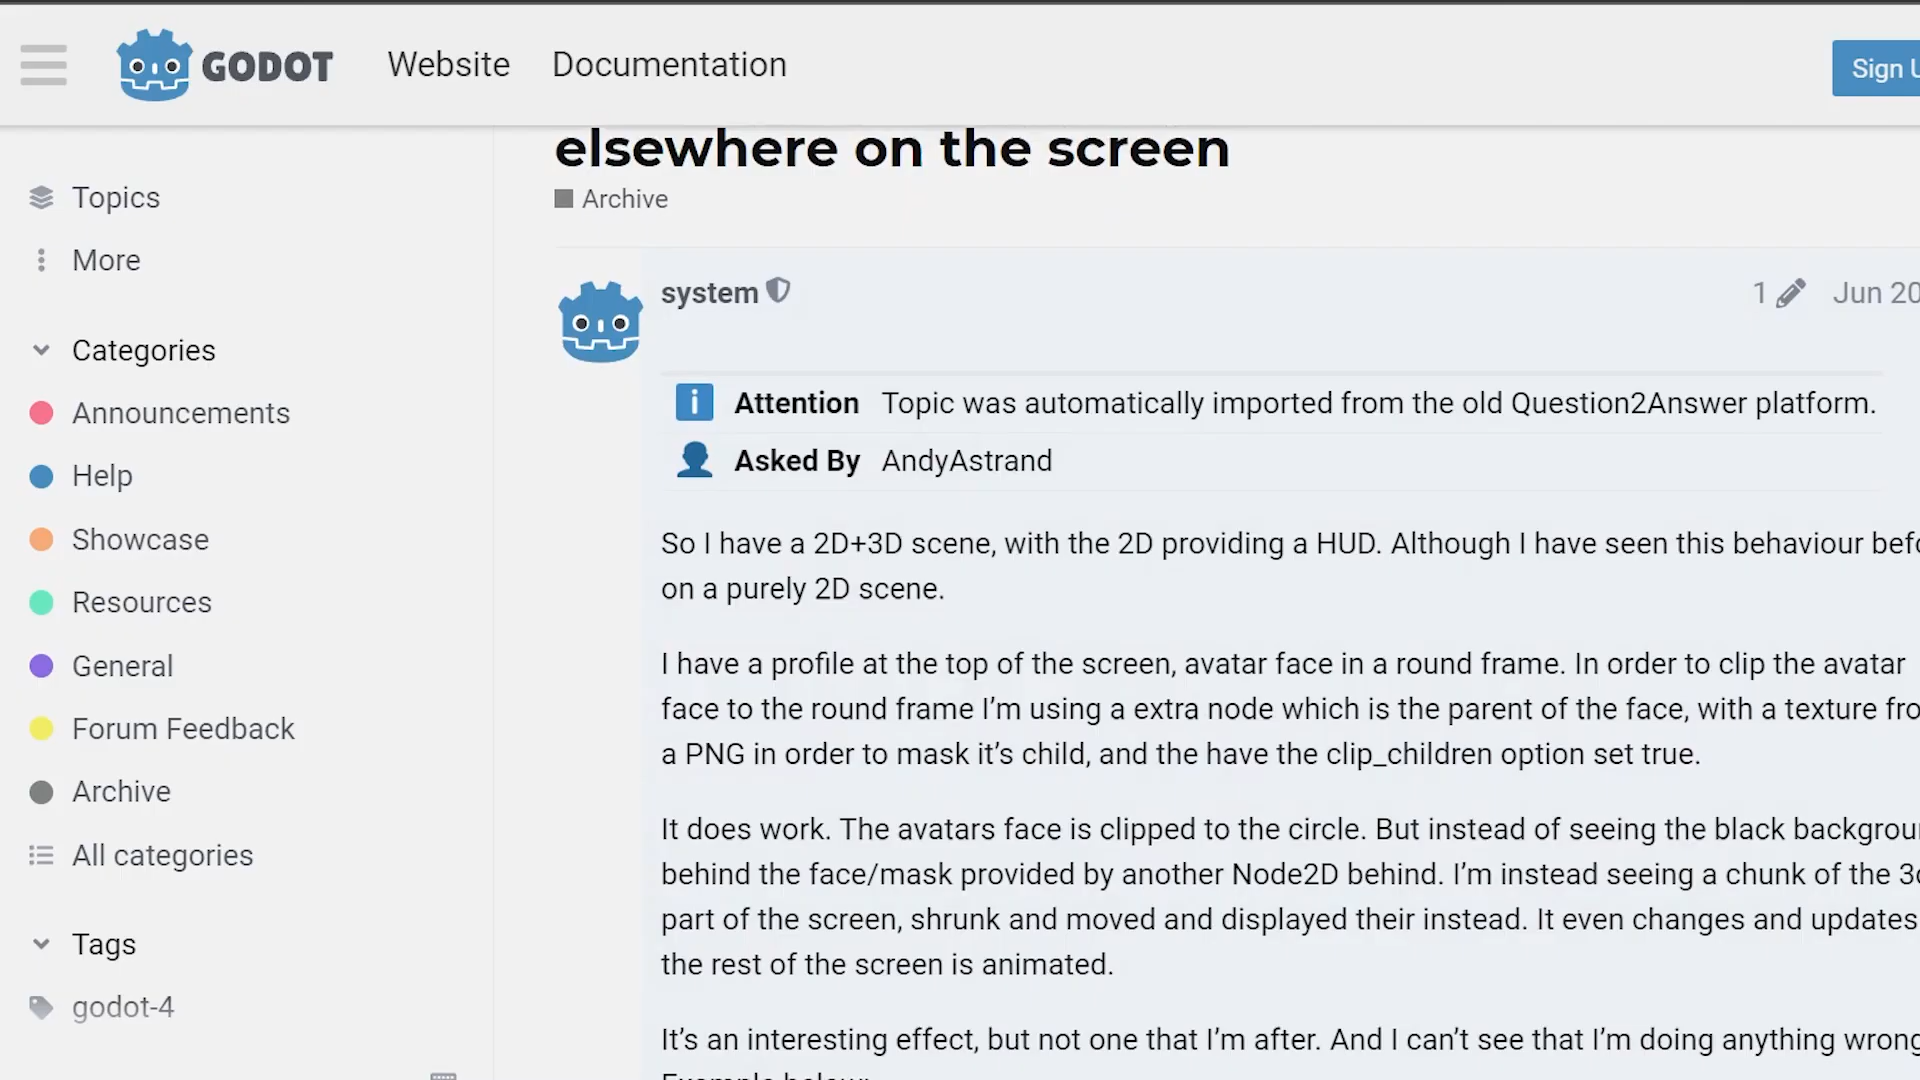 GODOT Website Documentation
Sign U
elsewhere on the screen
Archive
Topics
More
Categories
Announcements
Help
Showcase
Resources
General
Forum Feedback
Archive
All categories
Tags
godot-4
system
1 Jun 20
Attention Topic was automatically imported from the old Question2Answer platform.
Asked By AndyAstrand
So I have a 2D+3D scene, with the 2D providing a HUD. Although I have seen this behaviour befo
on a purely 2D scene.
I have a profile at the top of the screen, avatar face in a round frame. In order to clip the avatar
face to the round frame I’m using a extra node which is the parent of the face, with a texture fro
a PNG in order to mask it’s child, and the have the clip_children option set true.
It does work. The avatars face is clipped to the circle. But instead of seeing the black backgrou
behind the face/mask provided by another Node2D behind. I’m instead seeing a chunk of the 3d
part of the screen, shrunk and moved and displayed their instead. It even changes and updates
the rest of the screen is animated.
It’s an interesting effect, but not one that I’m after. And I can’t see that I’m doing anything wrong